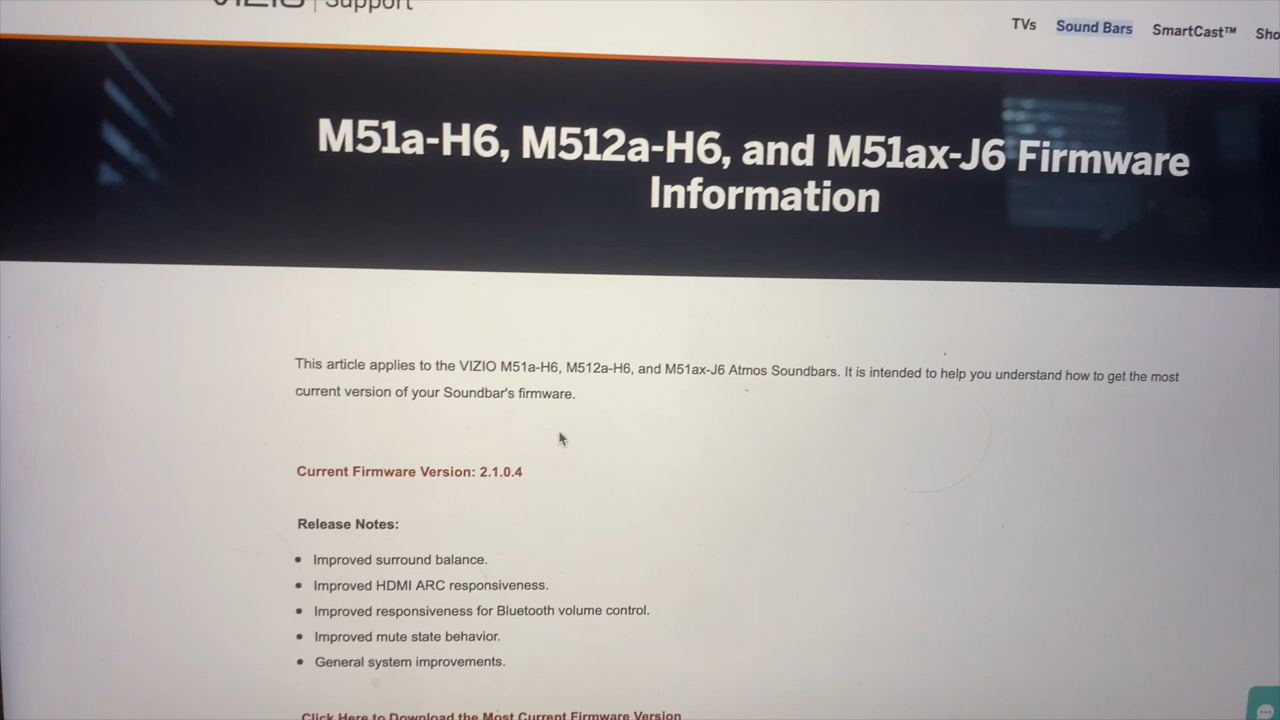 VIZIO | Support
TVs Sound Bars SmartCast™ Sho
M51a-H6, M512a-H6, and M51ax-J6 Firmware
Information
This article applies to the VIZIO M51a-H6, M512a-H6, and M51ax-J6 Atmos Soundbars. It is intended to help you understand how to get the most
current version of your Soundbar's firmware.
Current Firmware Version: 2.1.0.4
Release Notes:
• Improved surround balance.
• Improved HDMI ARC responsiveness.
• Improved responsiveness for Bluetooth volume control.
• Improved mute state behavior.
• General system improvements.
Click Here to Download the Most Current Firmware Version